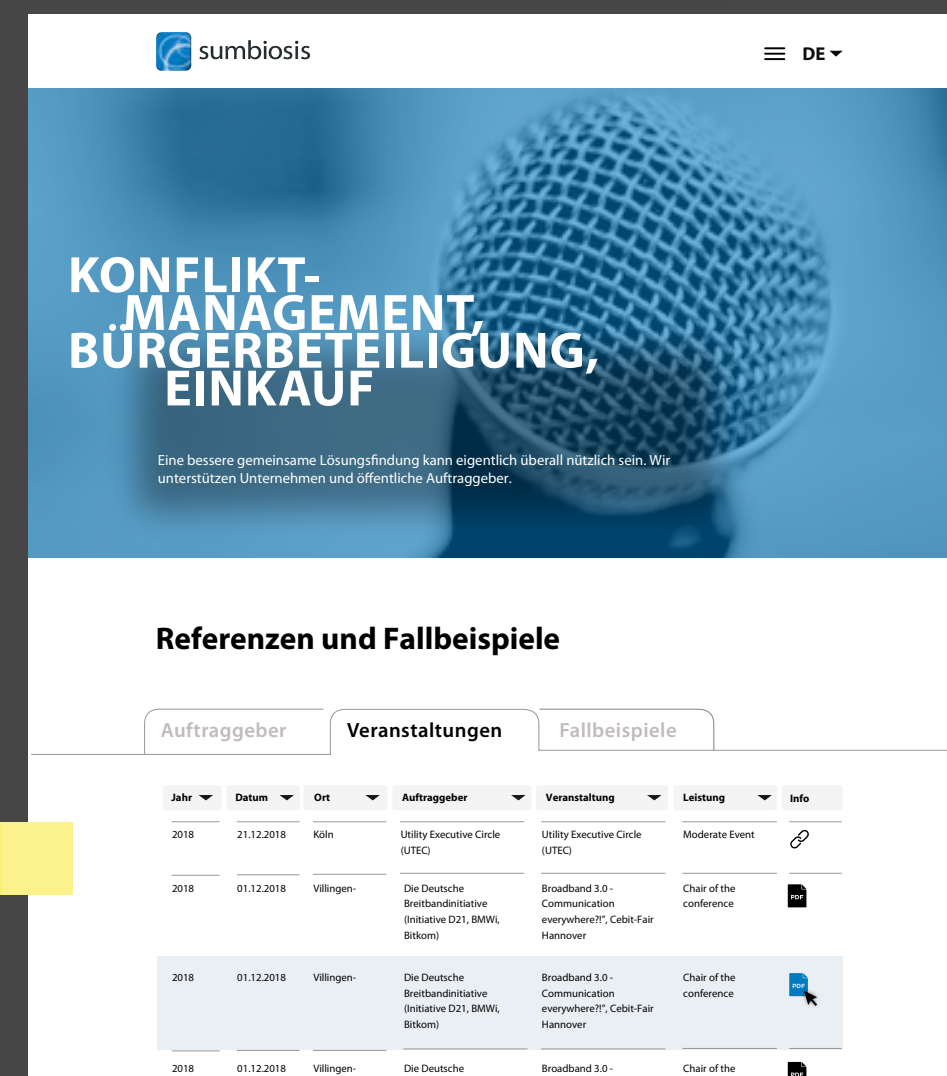 sumbiosis
DE
KONFLIKT-
MANAGEMENT,
BÜRGERBETEILIGUNG,
EINKAUF
Eine bessere gemeinsame Lösungsfindung kann eigentlich überall nützlich sein. Wir
unterstützen Unternehmen und öffentliche Auftraggeber.
Referenzen und Fallbeispiele
Auftraggeber Veranstaltungen Fallbeispiele
Jahr Datum Ort Auftraggeber Veranstaltung Leistung Info
2018 21.12.2018 Köln Utility Executive Circle Utility Executive Circle Moderate Event
(UTEC) (UTEC)
2018 01.12.2018 Villingen- Die Deutsche Broadband 3.0 - Chair of the
Breitbandinitiative Communication conference PDF
(Initiative D21, BMWi, everywhere?!", Cebit-Fair
Bitkom) Hannover
2018 01.12.2018 Villingen- Die Deutsche Broadband 3.0 - Chair of the
Breitbandinitiative Communication conference PDF
(Initiative D21, BMWi, everywhere?!", Cebit-Fair
Bitkom) Hannover
2018 01.12.2018 Villingen- Die Deutsche Broadband 3.0 - Chair of the PDF